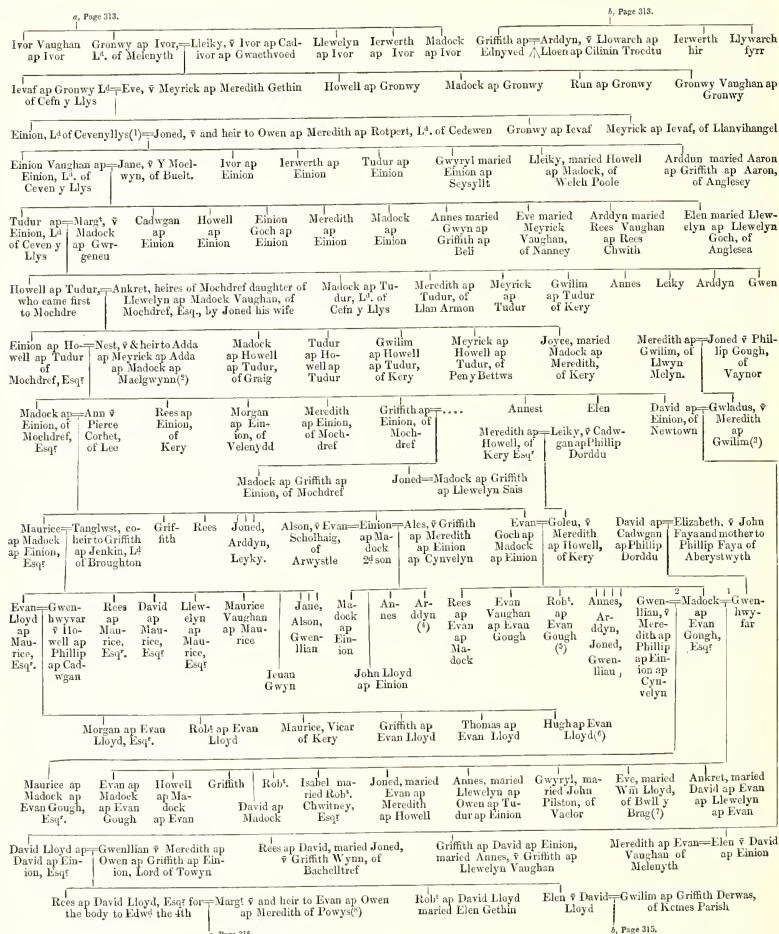 a, Page 313.
b, Page 313.
Ivor Vaughan ap Ivor
Gronwy ap Ivor, Ld. of Melenyth
Lleiky, ṽ Ivor ap Cadivor ap Gwaethvoed
Llewelyn ap Ivor
Ierwerth ap Ivor
Madock ap Ivor
Griffith ap Ednyved
Arddyn, ṽ Llowarch ap Lloen ap Cilinin Trocdtu
Ierwerth hir
Llywarch fyrr
Ievaf ap Gronwy Ld of Cefn y Llys
Eve, ṽ Meyrick ap Meredith Gethin
Howell ap Gronwy
Madock ap Gronwy
Run ap Gronwy
Gronwy Vaughan ap Gronwy
Einion, Ld of Cevenyllys(1)
Joned, ṽ and heir to Owen ap Meredith ap Rotpert, Ld. of Cedewen
Gronwy ap Ievaf
Meyrick ap Ievaf, of Llanvihangel
Einion Vaughan ap Einion, Ld. of Ceven y Llys
Jane, ṽ Y Moelwyn, of Buelt.
Ivor ap Einion
Ierwerth ap Einion
Tudur ap Einion
Gwyryl maried Einion ap Seysyllt
Lleiky, maried Howell ap Madock, of Welch Poole
Arddun maried Aaron ap Griffith ap Aaron, of Anglesey
Tudur ap Einion, Ld of Ceven y Llys
Margt, ṽ Madock ap Gwrgeneu
Cadwgan ap Einion
Howell ap Einion
Einion Goch ap Einion
Meredith ap Einion
Madock ap Einion
Annes maried Gwyn ap Griffith ap Beli
Eve maried Meyrick Vaughan, of Nanney
Arddyn maried Rees Vaughan ap Rees Chwith
Elen maried Llewelyn ap Llewelyn Goch, of Anglesea
Howell ap Tudur, who came first to Mochdre
Ankret, heires of Mochdref daughter of Llewelyn ap Madock Vaughan, of Mochdref, Esq., by Joned his wife
Madock ap Tudur, Ld. of Cefn y Llys
Meredith ap Tudur, of Llan Armon
Meyrick ap Tudur
Gwilim ap Tudur of Kery
Annes
Leiky
Arddyn
Gwen
Einion ap Howell ap Tudur of Mochdref, Esqr
Nest, ṽ & heir to Adda ap Meyrick ap Adda ap Madock ap Maelgwynn(2)
Madock ap Howell ap Tudur, of Graig
Tudur ap Howell ap Tudur
Gwilim ap Howell ap Tudur, of Kery
Meyrick ap Howell ap Tudur, of Pen y Bettws
Joyce, maried Madock ap Meredith, of Kery
Meredith ap Gwilim, of Llwyn Melyn.
Joned ṽ Phillip Gough, of Vaynor
Madock ap Einion, of Mochdref, Esqr
Ann ṽ Pierce Corbet, of Lee
Rees ap Einion, of Kery
Morgan ap Einion, of Velenydd
Meredith ap Einion, of Mochdref
Griffith ap Einion, of Mochdref
....
Annest
Elen
David ap Einion, of Newtown
Gwladus, ṽ Meredith ap Gwilim(3)
Meredith ap Howell, of Kery Esqr
Leiky, ṽ Cadwgan ap Phillip Dorddu
Madock ap Griffith ap Einion, of Mochdref
Joned
Madock ap Griffith ap Llewelyn Sais
Maurice ap Madock ap Einion, Esqr
Tanglwst, coheir to Griffith ap Jenkin, Ld of Broughton
Griffith
Rees
Joned, Arddyn, Leyky.
Alson, ṽ Evan Scholhaig, of Arwystle
Einion ap Madock 2d son
Ales, ṽ Griffith ap Meredith ap Einion ap Cynvelyn
Evan Goch ap Madock ap Einion
Goleu, ṽ Meredith ap Howell, of Kery
David ap Cadwgan ap Phillip Dorddu
Elizabeth, ṽ John Faya and mother to Phillip Faya of Aberystwyth
Evan Lloyd ap Maurice, Esqr.
Gwenhwyvar ṽ Howell ap Phillip ap Cadwgan
Rees ap Maurice, Esqr.
David ap Maurice, Esqr
Llewelyn ap Maurice, Esqr
Maurice Vaughan ap Maurice
Jane, Alson, Gwenllian
Ieuan Gwyn
Madock ap Einion
John Lloyd ap Einion
Annes
Arddyn(4)
Rees ap Evan ap Madock
Evan Vaughan ap Evan Gough
Robt. ap Evan Gough(5)
Annes, Arddyn, Joned, Gwenlliau,
Gwenllian, ṽ Meredith ap Phillip ap Einion ap Cynvelyn
2
Madock ap Evan Gough, Esqr
1
Gwenhwyfar
Morgan ap Evan Lloyd, Esqr.
Robt ap Evan Lloyd
Maurice, Vicar of Kery
Griffith ap Evan Lloyd
Thomas ap Evan Lloyd
Hugh ap Evan Lloyd(6)
Maurice ap Madock ap Evan Gough, Esqr.
Evan ap Madock ap Evan Gough
Howell ap Madock ap Evan
Griffith
David ap Madock
Robt.
Isabel maried Robt. Chwitney, Esqr
Joned, maried Evan ap Meredith ap Howell
Annes, maried Llewelyn ap Owen ap Tudur ap Einion
Gwyryl, maried John Pilston, of Vaelor
Eve, maried Wm Lloyd, of Bwll y Brag(7)
Ankret, maried David ap Evan ap Llewelyn ap Evan
David Lloyd ap David ap Einion, Esqr
Gwenllian ṽ Meredith ap Owen ap Griffith ap Einion, Lord of Towyn
Rees ap David, maried Joned, ṽ Griffith Wynn, of Bachelltref
Griffith ap David ap Einion, maried Annes, ṽ Griffith ap Llewelyn Vaughan
Meredith ap Evan Vaughan of Melenyth
Elen ṽ David ap Einion
Rees ap David Lloyd, Esqr for the body to Edwd the 4th
Margt ṽ and heir to Evan ap Owen ap Meredith of Powys(8)
Robt ap David Lloyd maried Elen Gethin
Elen ṽ David Lloyd
Gwilim ap Griffith Derwas, of Kemes Parish
b, Page 315.